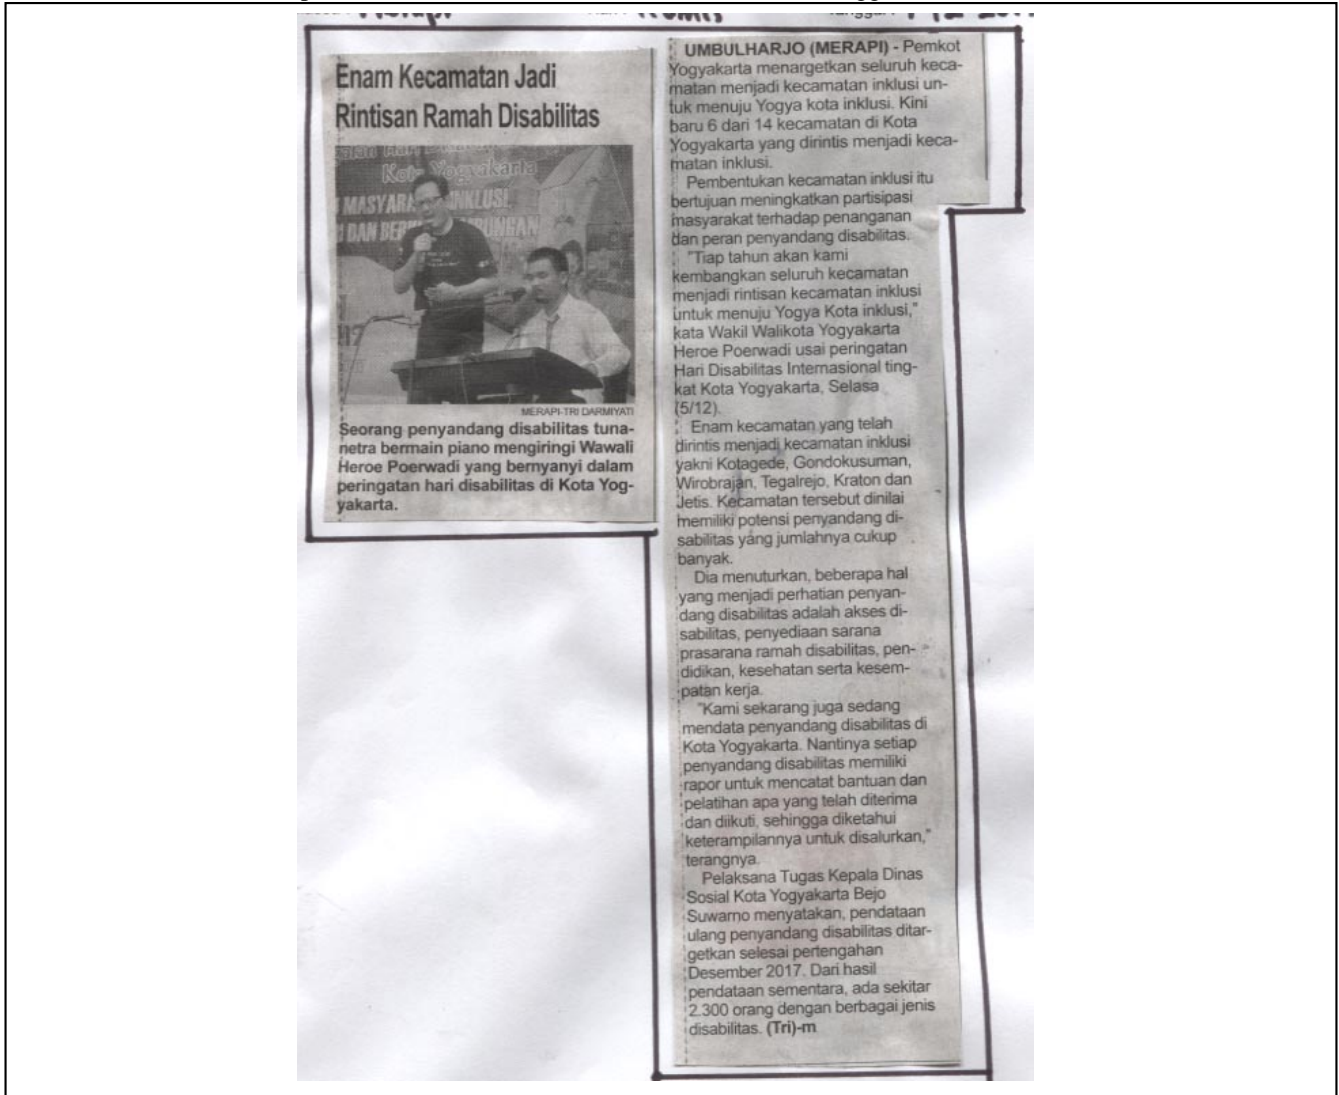 Enam Kecamatan Jadi
Rintisan Ramah Disabilitas
Kota Yogyakarta
MASYARAKAT INKLUSI,
DAN
MERAPI-TRI DARMIYATI
Seorang penyandang disabilitas tuna-
netra bermain piano mengiringi Wawali
Heroe Poerwadi yang bernyanyi dalam
peringatan hari disabilitas di Kota Yog-
yakarta.
UMBULHARJO (MERAPI) - Pemkot
Yogyakarta menargetkan seluruh keca-
matan menjadi kecamatan inklusi un-
tuk menuju Yogya kota inklusi. Kini
baru 6 dari 14 kecamatan di Kota
Yogyakarta yang dirintis menjadi keca-
matan inklusi.
Pembentukan kecamatan inklusi itu
bertujuan meningkatkan partisipasi
masyarakat terhadap penanganan
dan peran penyandang disabilitas.
"Tiap tahun akan kami
kembangkan seluruh kecamatan
menjadi rintisan kecamatan inklusi
untuk menuju Yogya Kota inklusi,"
kata Wakil Walikota Yogyakarta
Heroe Poerwadi usai peringatan
Hari Disabilitas Internasional ting-
kat Kota Yogyakarta, Selasa
(5/12).
Enam kecamatan yang telah
dirintis menjadi kecamatan inklusi
yakni Kotagede, Gondokusuman,
Wirobrajan, Tegalrejo, Kraton dan
Jetis. Kecamatan tersebut dinilai
memiliki potensi penyandang di-
sabilitas yang jumlahnya cukup
banyak.
Dia menuturkan, beberapa hal
yang menjadi perhatian penyan-
dang disabilitas adalah akses di-
sabilitas, penyediaan sarana
prasarana ramah disabilitas, pen-
didikan, kesehatan serta kesem-
patan kerja.
"Kami sekarang juga sedang
mendata penyandang disabilitas di
Kota Yogyakarta. Nantinya setiap
penyandang disabilitas memiliki
rapor untuk mencatat bantuan dan
pelatihan apa yang telah diterima
dan diikuti, sehingga diketahui
keterampilannya untuk disalurkan,"
terangnya.
Pelaksana Tugas Kepala Dinas
Sosial Kota Yogyakarta Bejo
Suwarno menyatakan, pendataan
ulang penyandang disabilitas ditar-
getkan selesai pertengahan
Desember 2017. Dari hasil
pendataan sementara, ada sekitar
2.300 orang dengan berbagai jenis
disabilitas. (Tri)-m